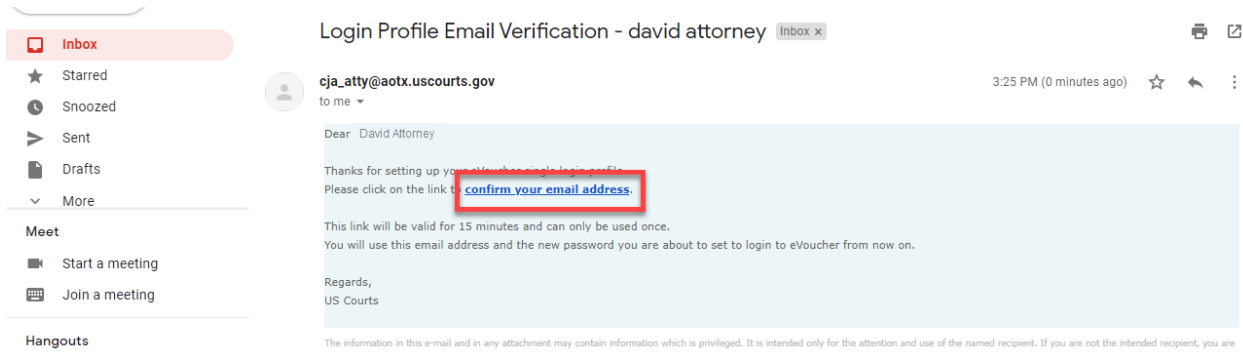 Inbox
Starred
Snoozed
Sent
Drafts
More
Meet
Start a meeting
Join a meeting
Hangouts
Login Profile Email Verification - david attorney Inbox x
cja_atty@aotx.uscourts.gov 3:25 PM (0 minutes ago)
to me
Dear David Attorney
Thanks for setting up your eVoucher single login profile.
Please click on the link to confirm your email address.
This link will be valid for 15 minutes and can only be used once.
You will use this email address and the new password you are about to set to login to eVoucher from now on.
Regards,
US Courts
The information in this e-mail and in any attachment may contain information which is privileged. It is intended only for the attention and use of the named recipient. If you are not the intended recipient, you are